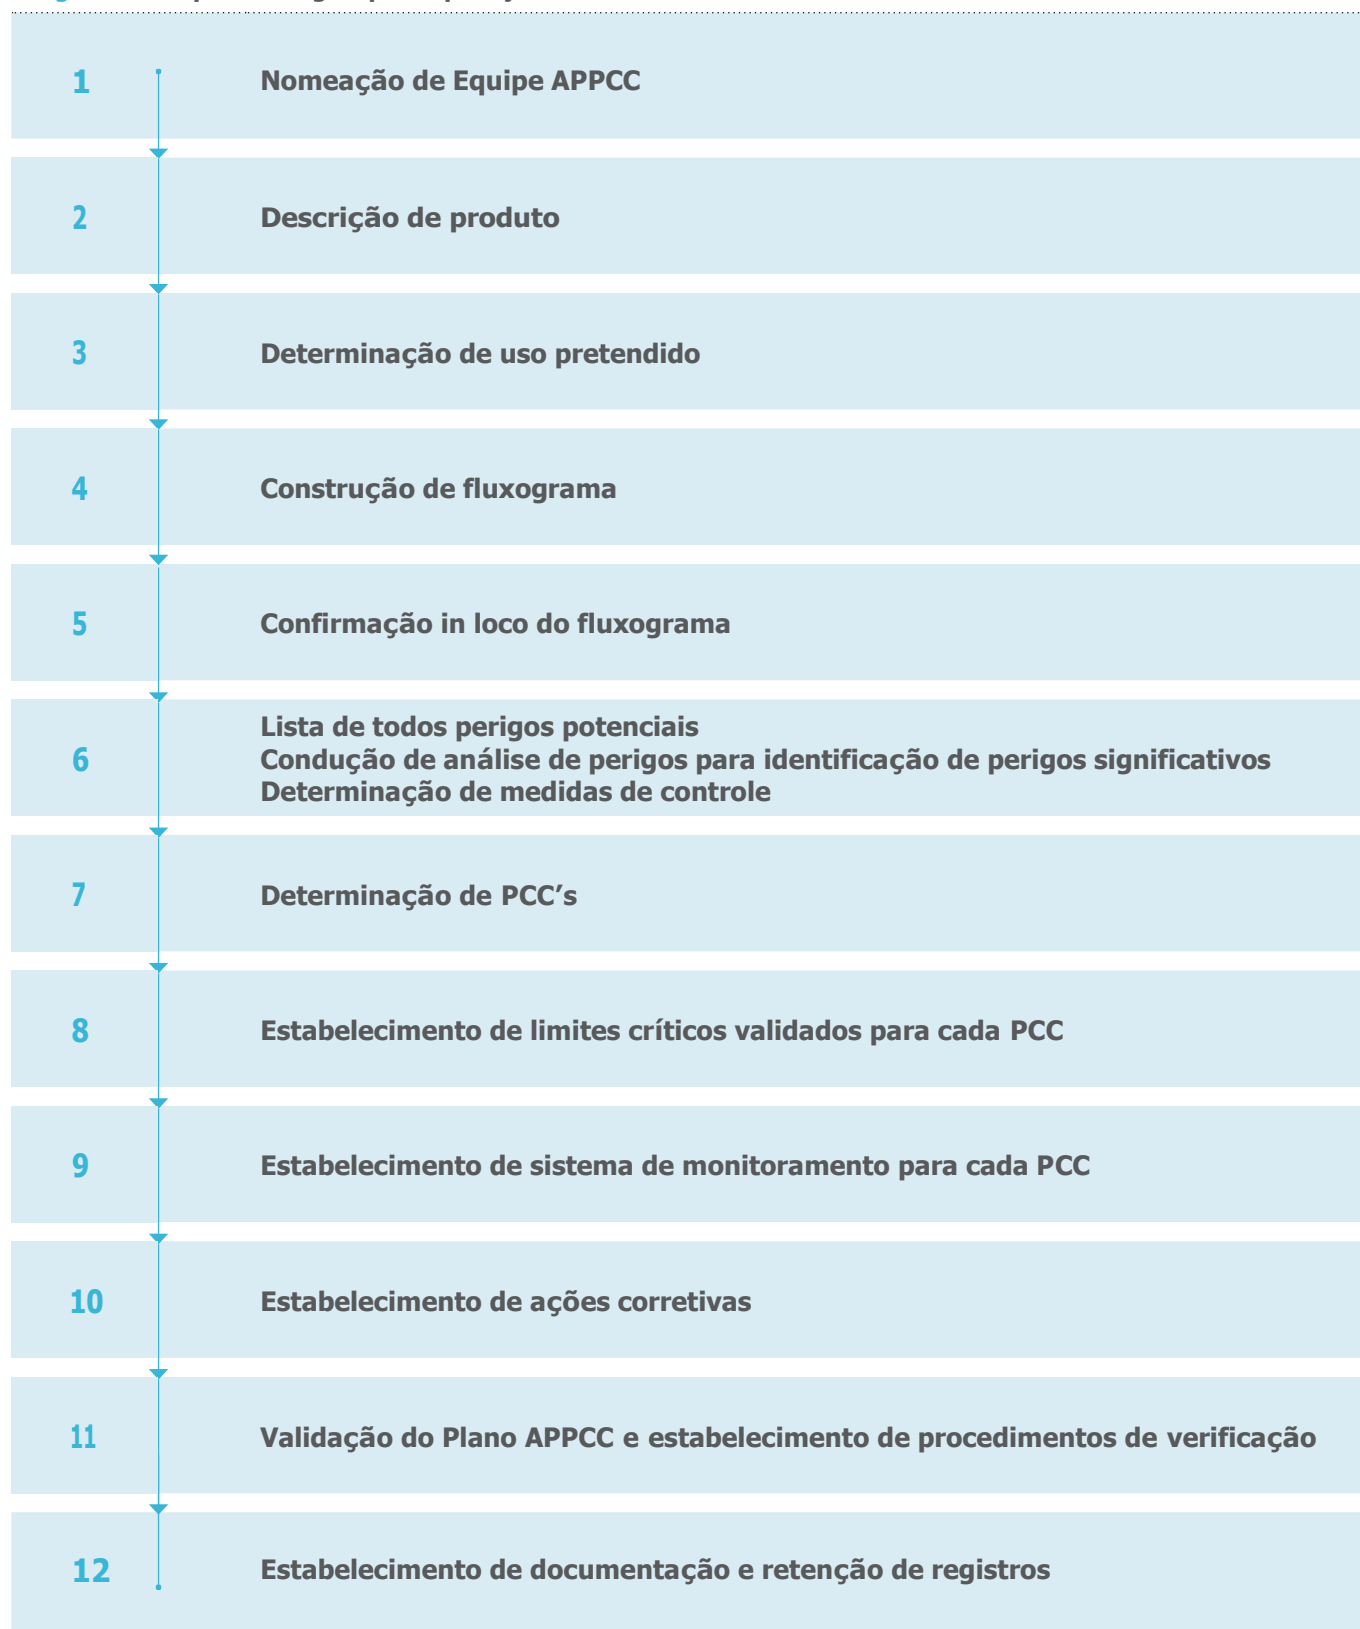 1
Nomeação de Equipe APPCC
2
Descrição de produto
3
Determinação de uso pretendido
4
Construção de fluxograma
5
Confirmação in loco do fluxograma
6
Lista de todos perigos potenciais
Condução de análise de perigos para identificação de perigos significativos
Determinação de medidas de controle
7
Determinação de PCC’s
8
Estabelecimento de limites críticos validados para cada PCC
9
Estabelecimento de sistema de monitoramento para cada PCC
10
Estabelecimento de ações corretivas
11
Validação do Plano APPCC e estabelecimento de procedimentos de verificação
12
Estabelecimento de documentação e retenção de registros